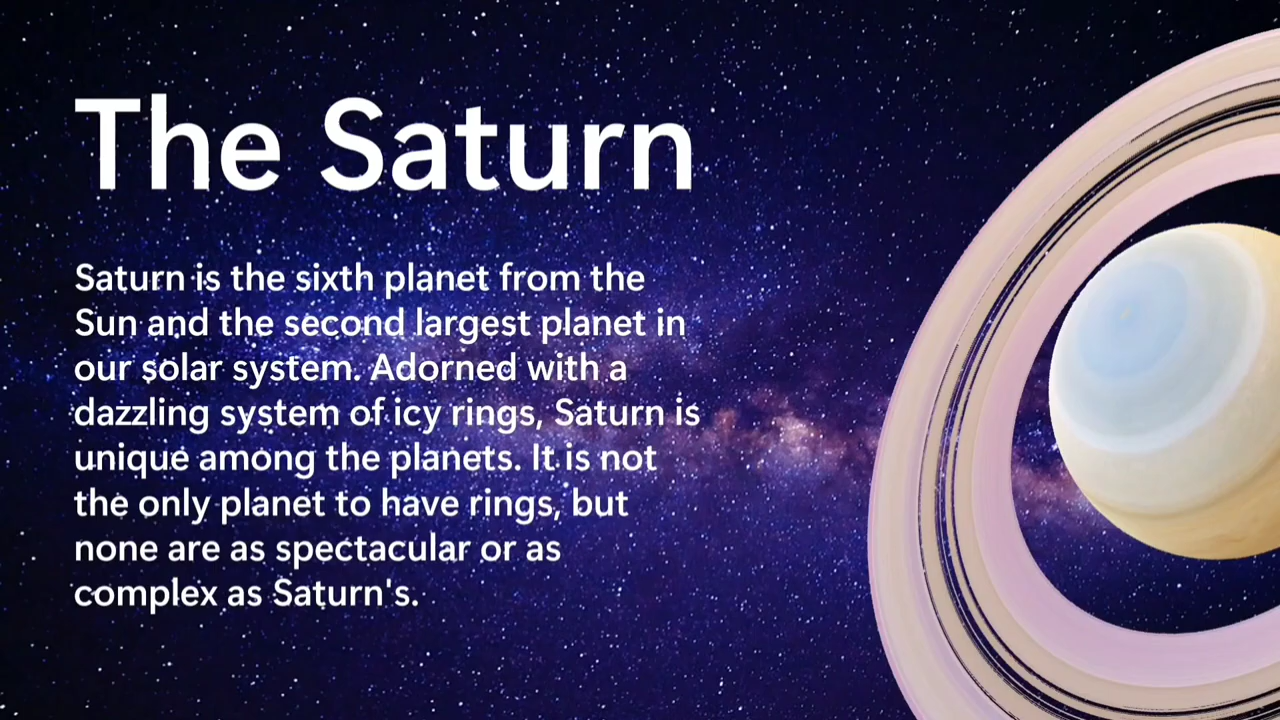 The Saturn
Saturn is the sixth planet from the
Sun and the second largest planet in
our solar system. Adorned with a
dazzling system of icy rings, Saturn is
unique among the planets. It is not
the only planet to have rings, but
none are as spectacular or as
complex as Saturn's.